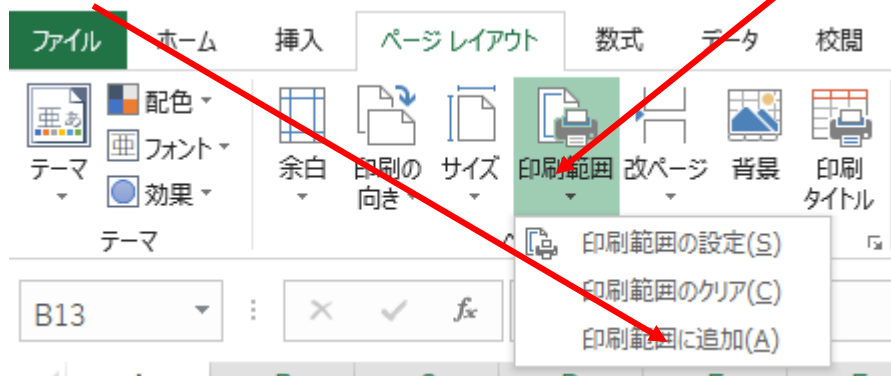 ファイル ホーム 挿入 ページ レイアウト 数式 データ 校閲
配色
亜あ
亜 フォント
テーマ 効果 余白 印刷の向き サイズ 印刷範囲 改ページ 背景 印刷タイトル
テーマ
印刷範囲の設定(S)
印刷範囲のクリア(C)
B13 fx
印刷範囲に追加(A)